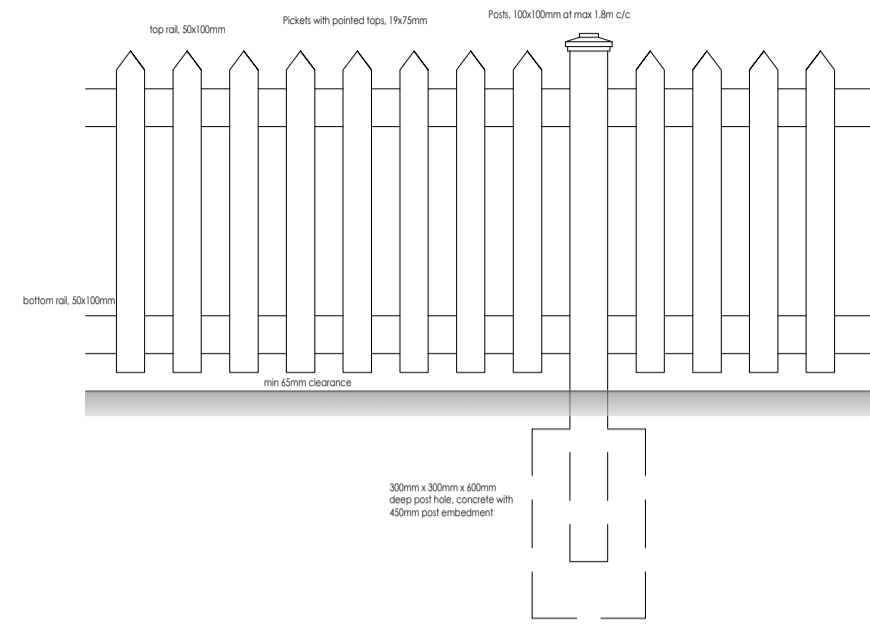 Posts, 100x100mm at max 1.8m c/c
Pickets with pointed tops, 19x75mm
top rail, 50x100mm
bottom rail, 50x100mm
min 65mm clearance
300mm x 300mm x 600mm
deep post hole, concrete with
450mm post embedment